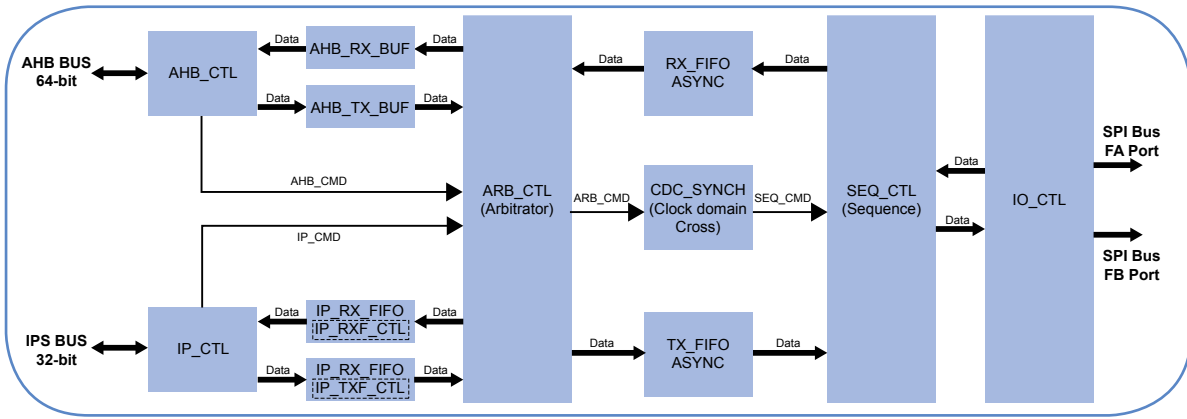 AHB BUS
64-bit
AHB_CTL
Data
AHB_RX_BUF
Data
Data
AHB_TX_BUF
Data
AHB_CMD
IP_CMD
IPS BUS
32-bit
IP_CTL
Data
IP_RX_FIFO
IP_RXF_CTL
Data
Data
IP_RX_FIFO
IP_TXF_CTL
Data
ARB_CTL
(Arbitrator)
Data
RX_FIFO
ASYNC
Data
ARB_CMD
CDC_SYNCH
(Clock domain
Cross)
SEQ_CMD
Data
TX_FIFO
ASYNC
Data
SEQ_CTL
(Sequence)
Data
Data
IO_CTL
SPI Bus
FA Port
SPI Bus
FB Port